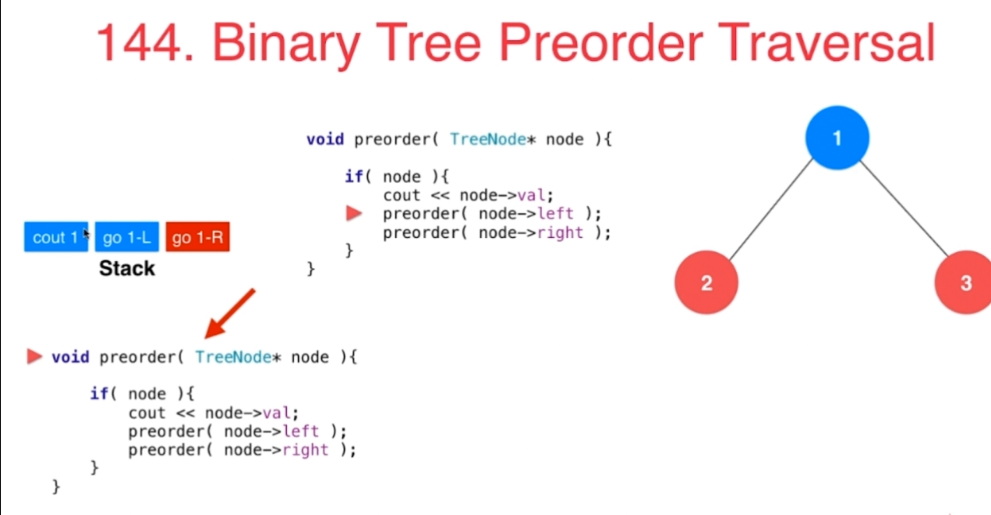 144. Binary Tree Preorder Traversal
void preorder( TreeNode* node ){
if( node ){
cout << node->val;
preorder( node->left );
preorder( node->right );
}
}
cout 1 go 1-L go 1-R
Stack
void preorder( TreeNode* node ){
if( node ){
cout << node->val;
preorder( node->left );
preorder( node->right );
}
}
1
2 3